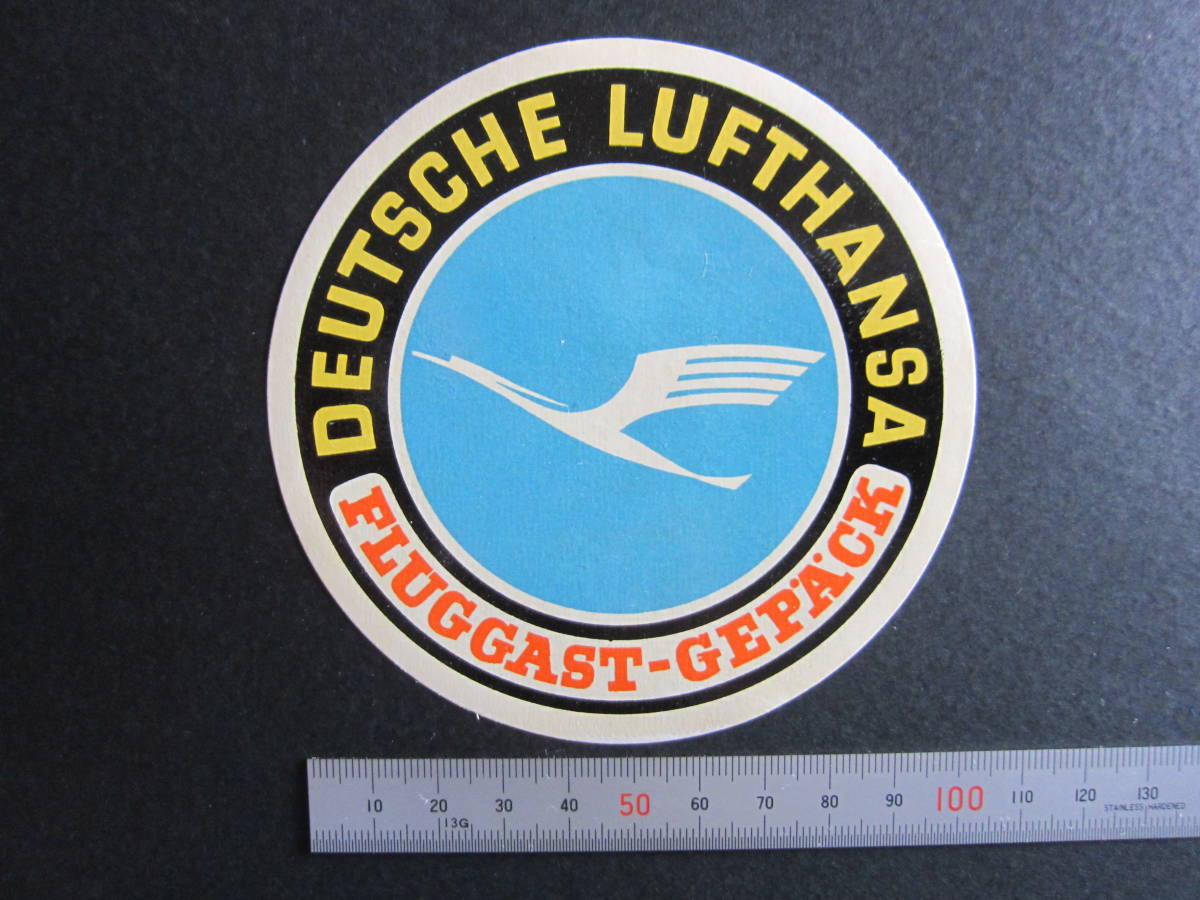 DEUTSCHE LUFTHANSA
FLUGGAST-GEPÄCK
10 20 30 40 50 60 70 80 90 100 110 120 130
13G
STAINLESS HARDENED